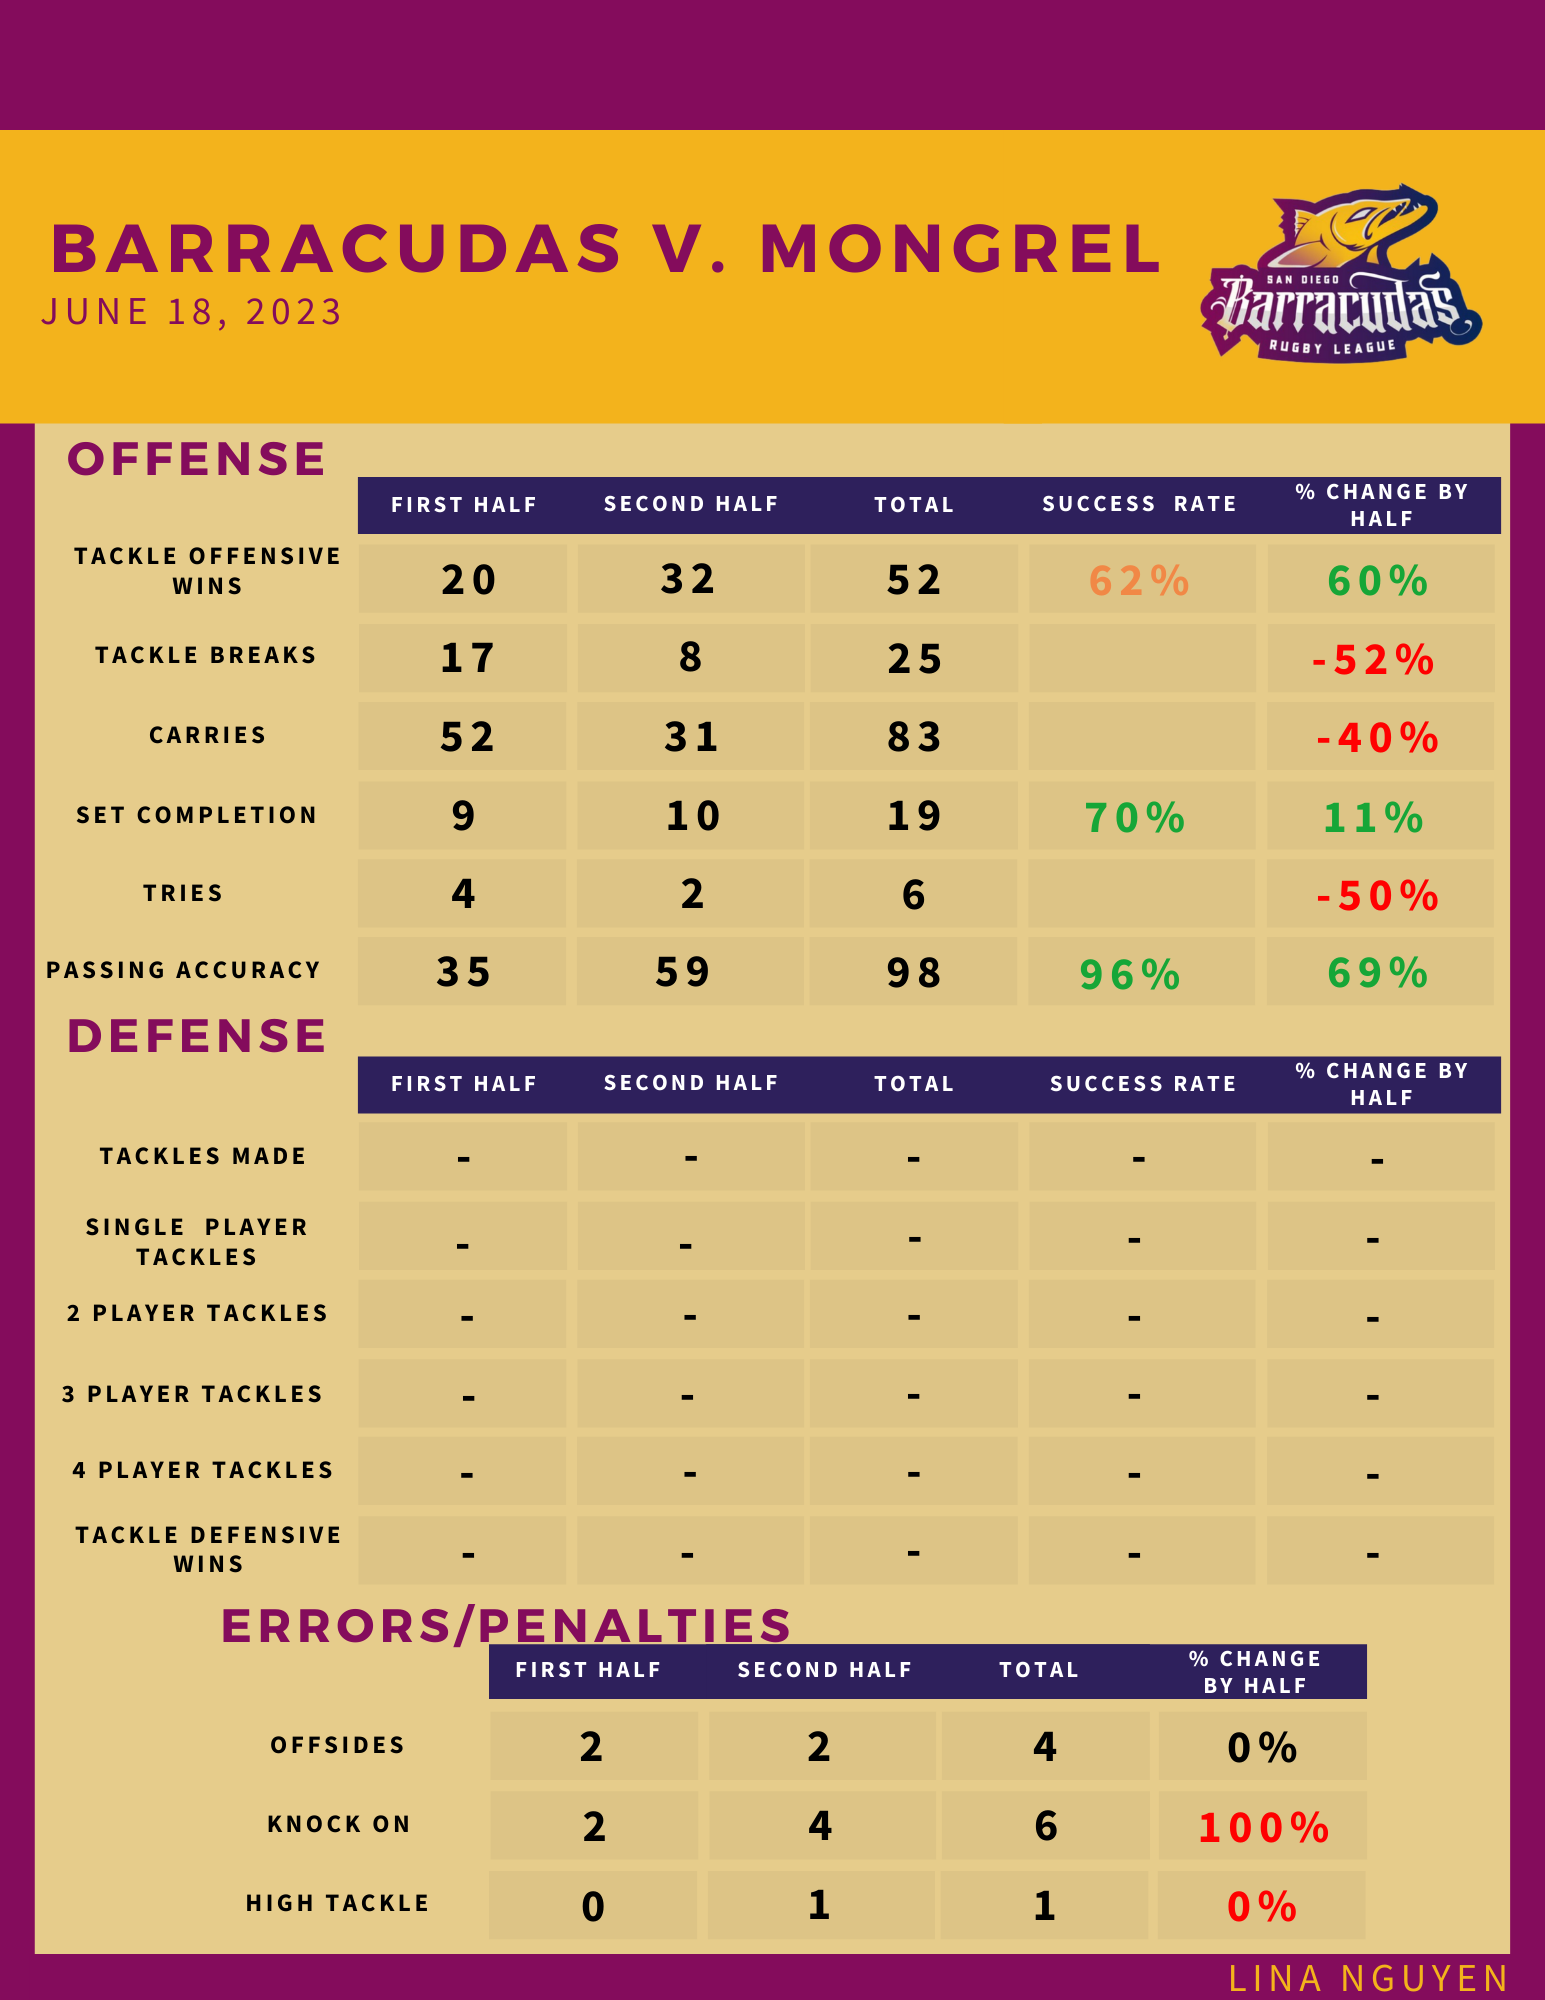 BARRACUDAS V. MONGREL
JUNE 18, 2023
SAN DIEGO
Barracudas
RUGBY LEAGUE
OFFENSE
FIRST HALF SECOND HALF TOTAL SUCCESS RATE % CHANGE BY
HALF
TACKLE OFFENSIVE
WINS
20 32 52 62% 60%
TACKLE BREAKS 17 8 25 -52%
CARRIES 52 31 83 -40%
SET COMPLETION 9 10 19 70% 11%
TRIES 4 2 6 -50%
PASSING ACCURACY 35 59 98 96% 69%
DEFENSE
FIRST HALF SECOND HALF TOTAL SUCCESS RATE % CHANGE BY
HALF
TACKLES MADE - - - - -
SINGLE PLAYER
TACKLES
- - - - -
2 PLAYER TACKLES - - - - -
3 PLAYER TACKLES - - - - -
4 PLAYER TACKLES - - - - -
TACKLE DEFENSIVE
WINS
- - - - -
ERRORS/PENALTIES
FIRST HALF SECOND HALF TOTAL % CHANGE
BY HALF
OFFSIDES 2 2 4 0%
KNOCK ON 2 4 6 100%
HIGH TACKLE 0 1 1 0%
LINA NGUYEN